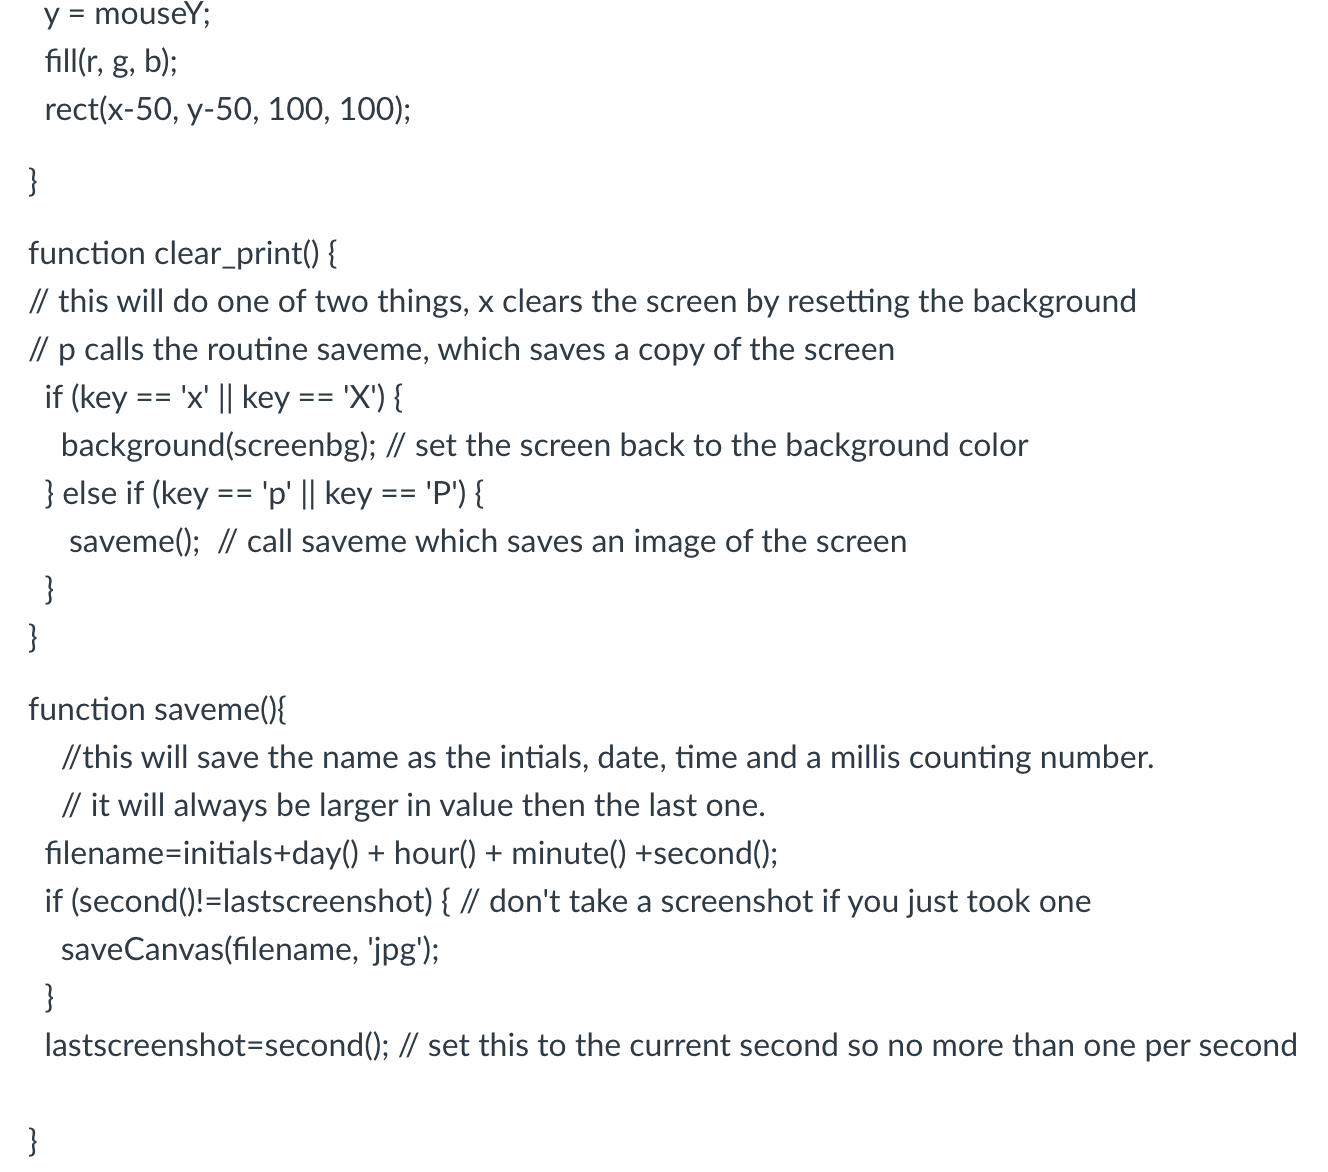 y = mouseY;
fill(r, g, b);
rect(x-50, y-50, 100, 100);
}
function clear_print() {
// this will do one of two things, x clears the screen by resetting the background
// p calls the routine saveme, which saves a copy of the screen
if (key == 'x' || key == 'X') {
background(screenbg); // set the screen back to the background color
} else if (key == 'p' || key == 'P') {
saveme();  // call saveme which saves an image of the screen
}
}
function saveme(){
//this will save the name as the intials, date, time and a millis counting number.
// it will always be larger in value then the last one.
filename=initials+day() + hour() + minute() +second();
if (second()!=lastscreenshot) { // don't take a screenshot if you just took one
saveCanvas(filename, 'jpg');
}
lastscreenshot=second(); // set this to the current second so no more than one per second
}